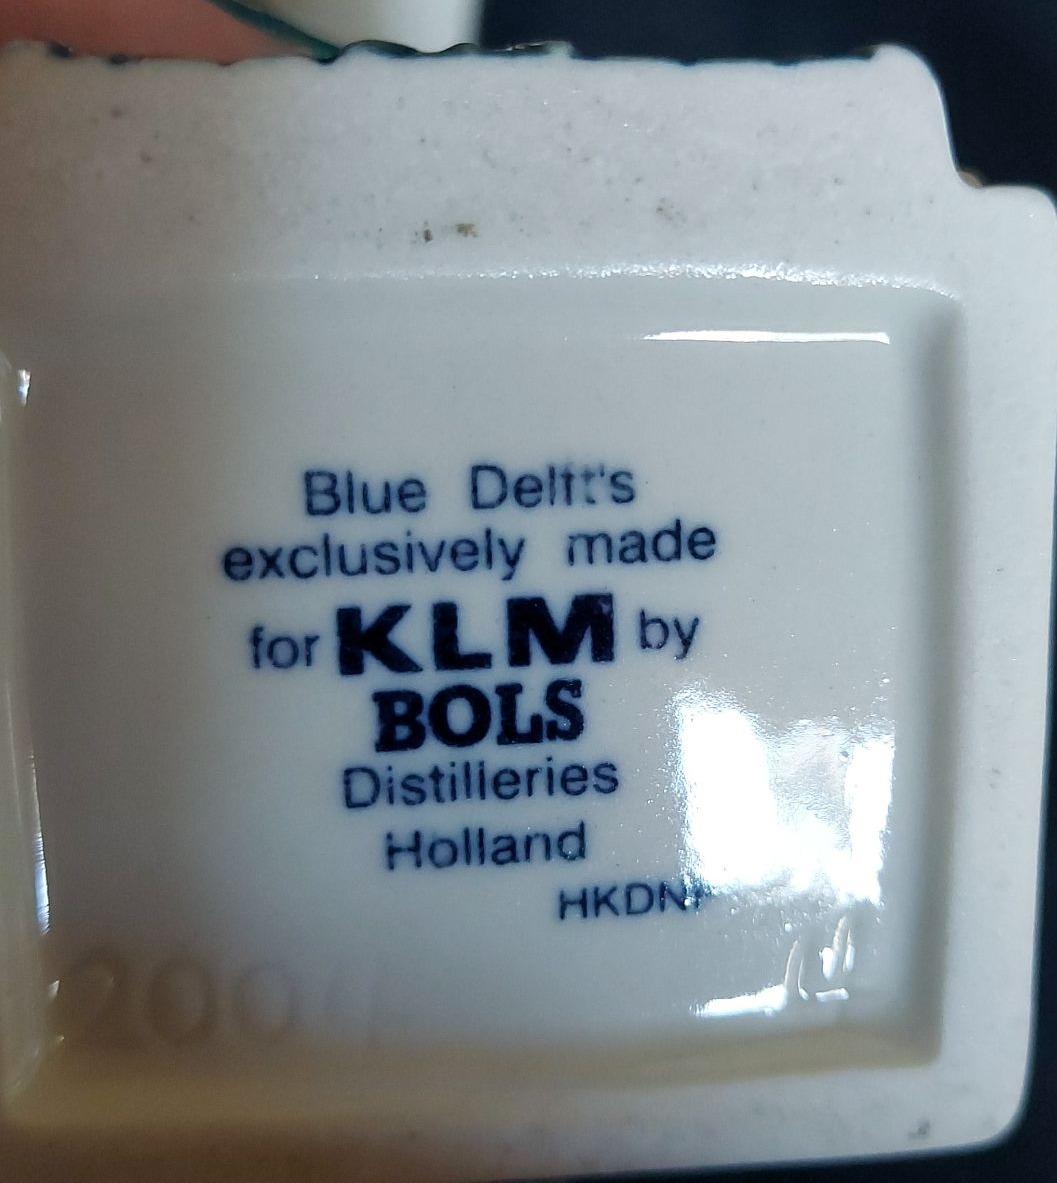 Blue Delft's
exclusively made
for KLM by
BOLS
Distilleries
Holland